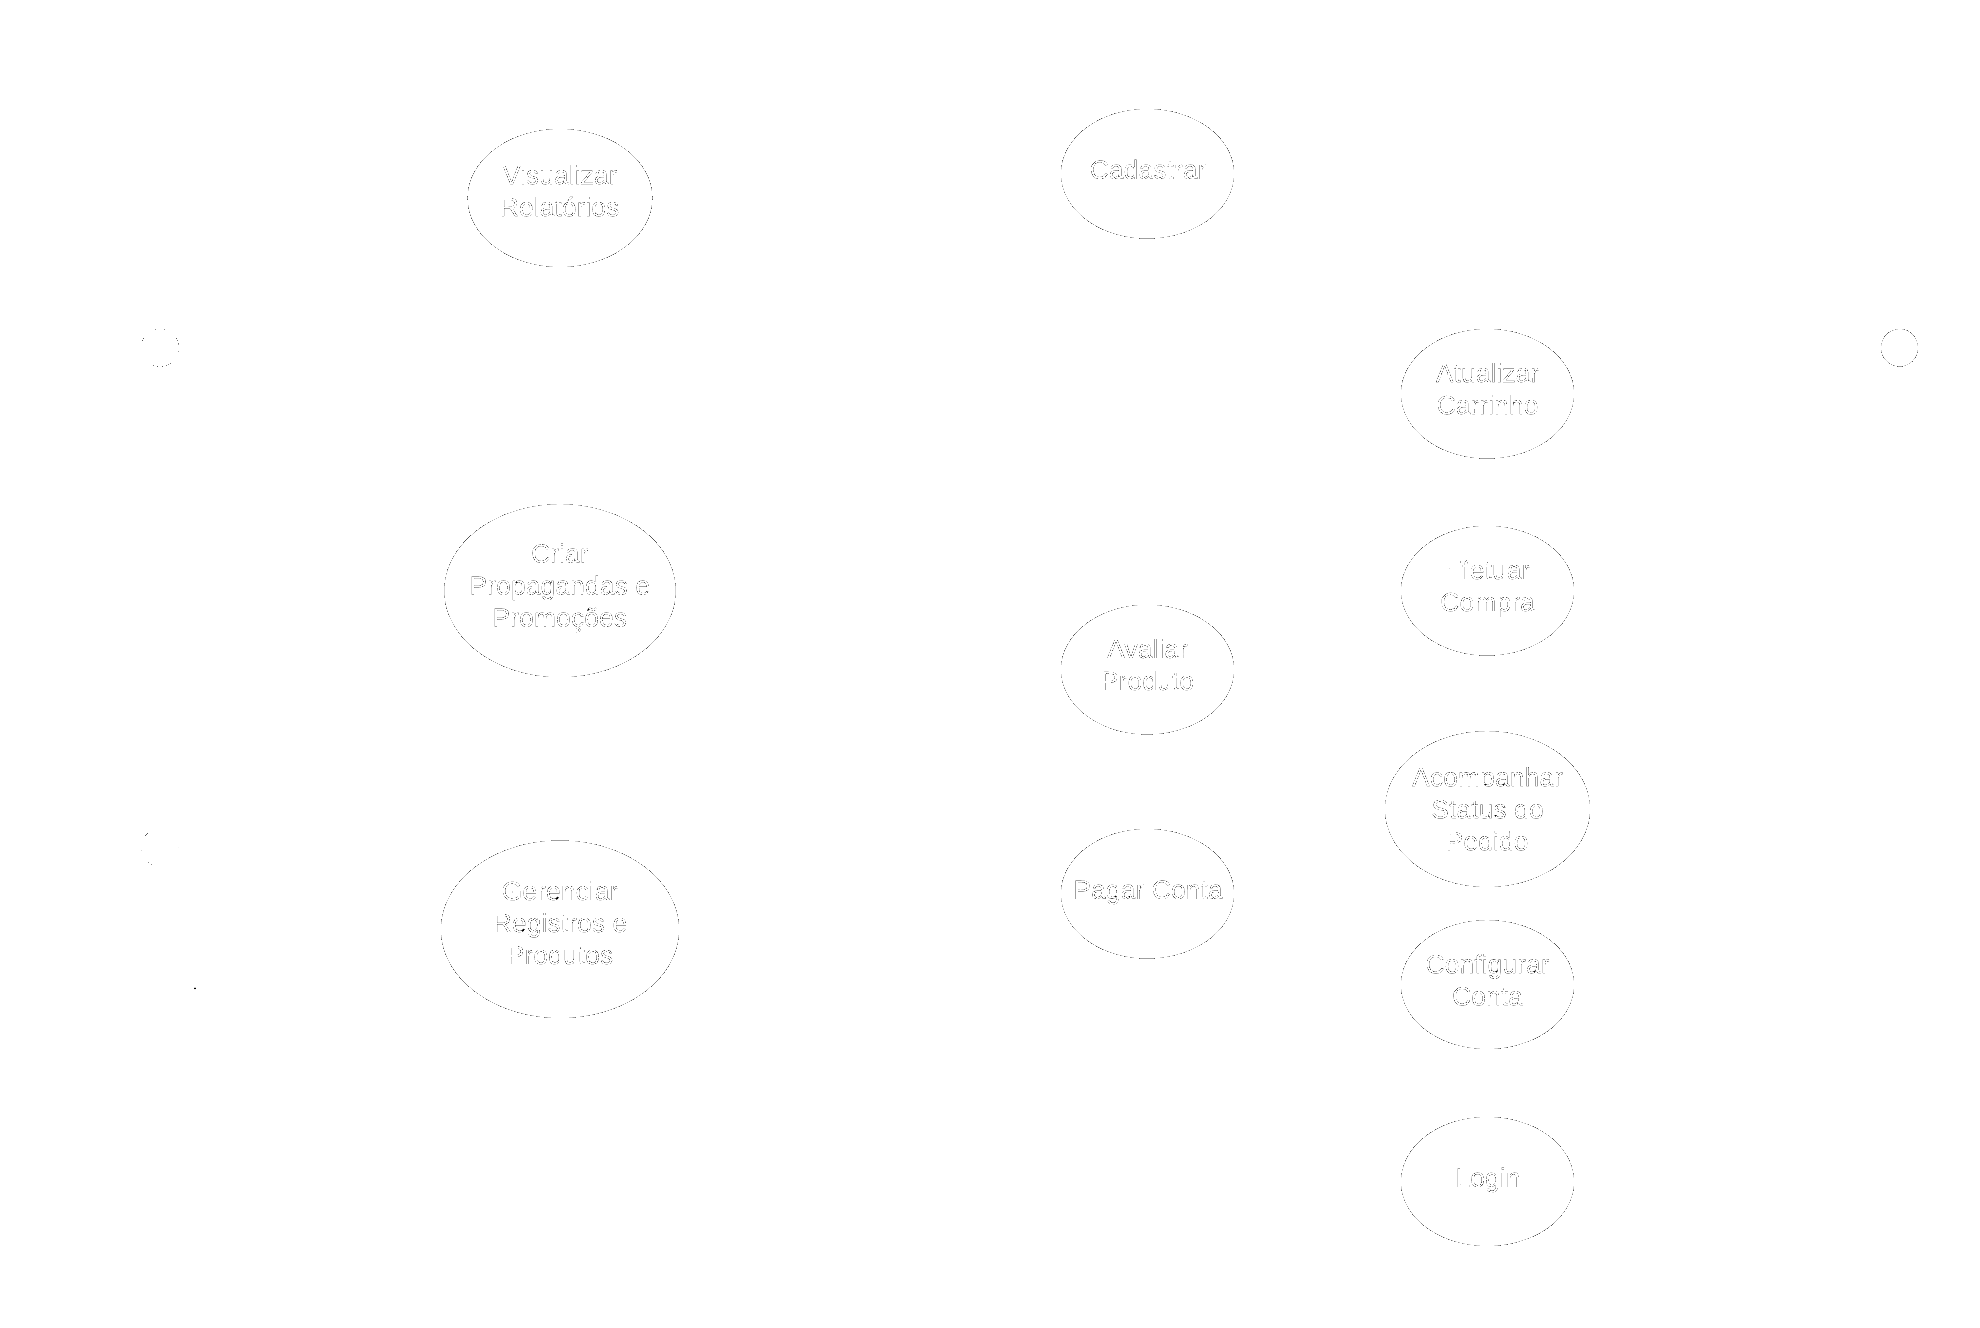 Visualizar
Relatórios
Cadastrar
Atualizar
Carrinho
Criar
Propagandas e
Promoções
Efetuar
Compra
Avaliar
Produto
Acompanhar
Status do
Pedido
Gerenciar
Registros e
Produtos
Pagar Conta
Configurar
Conta
Login